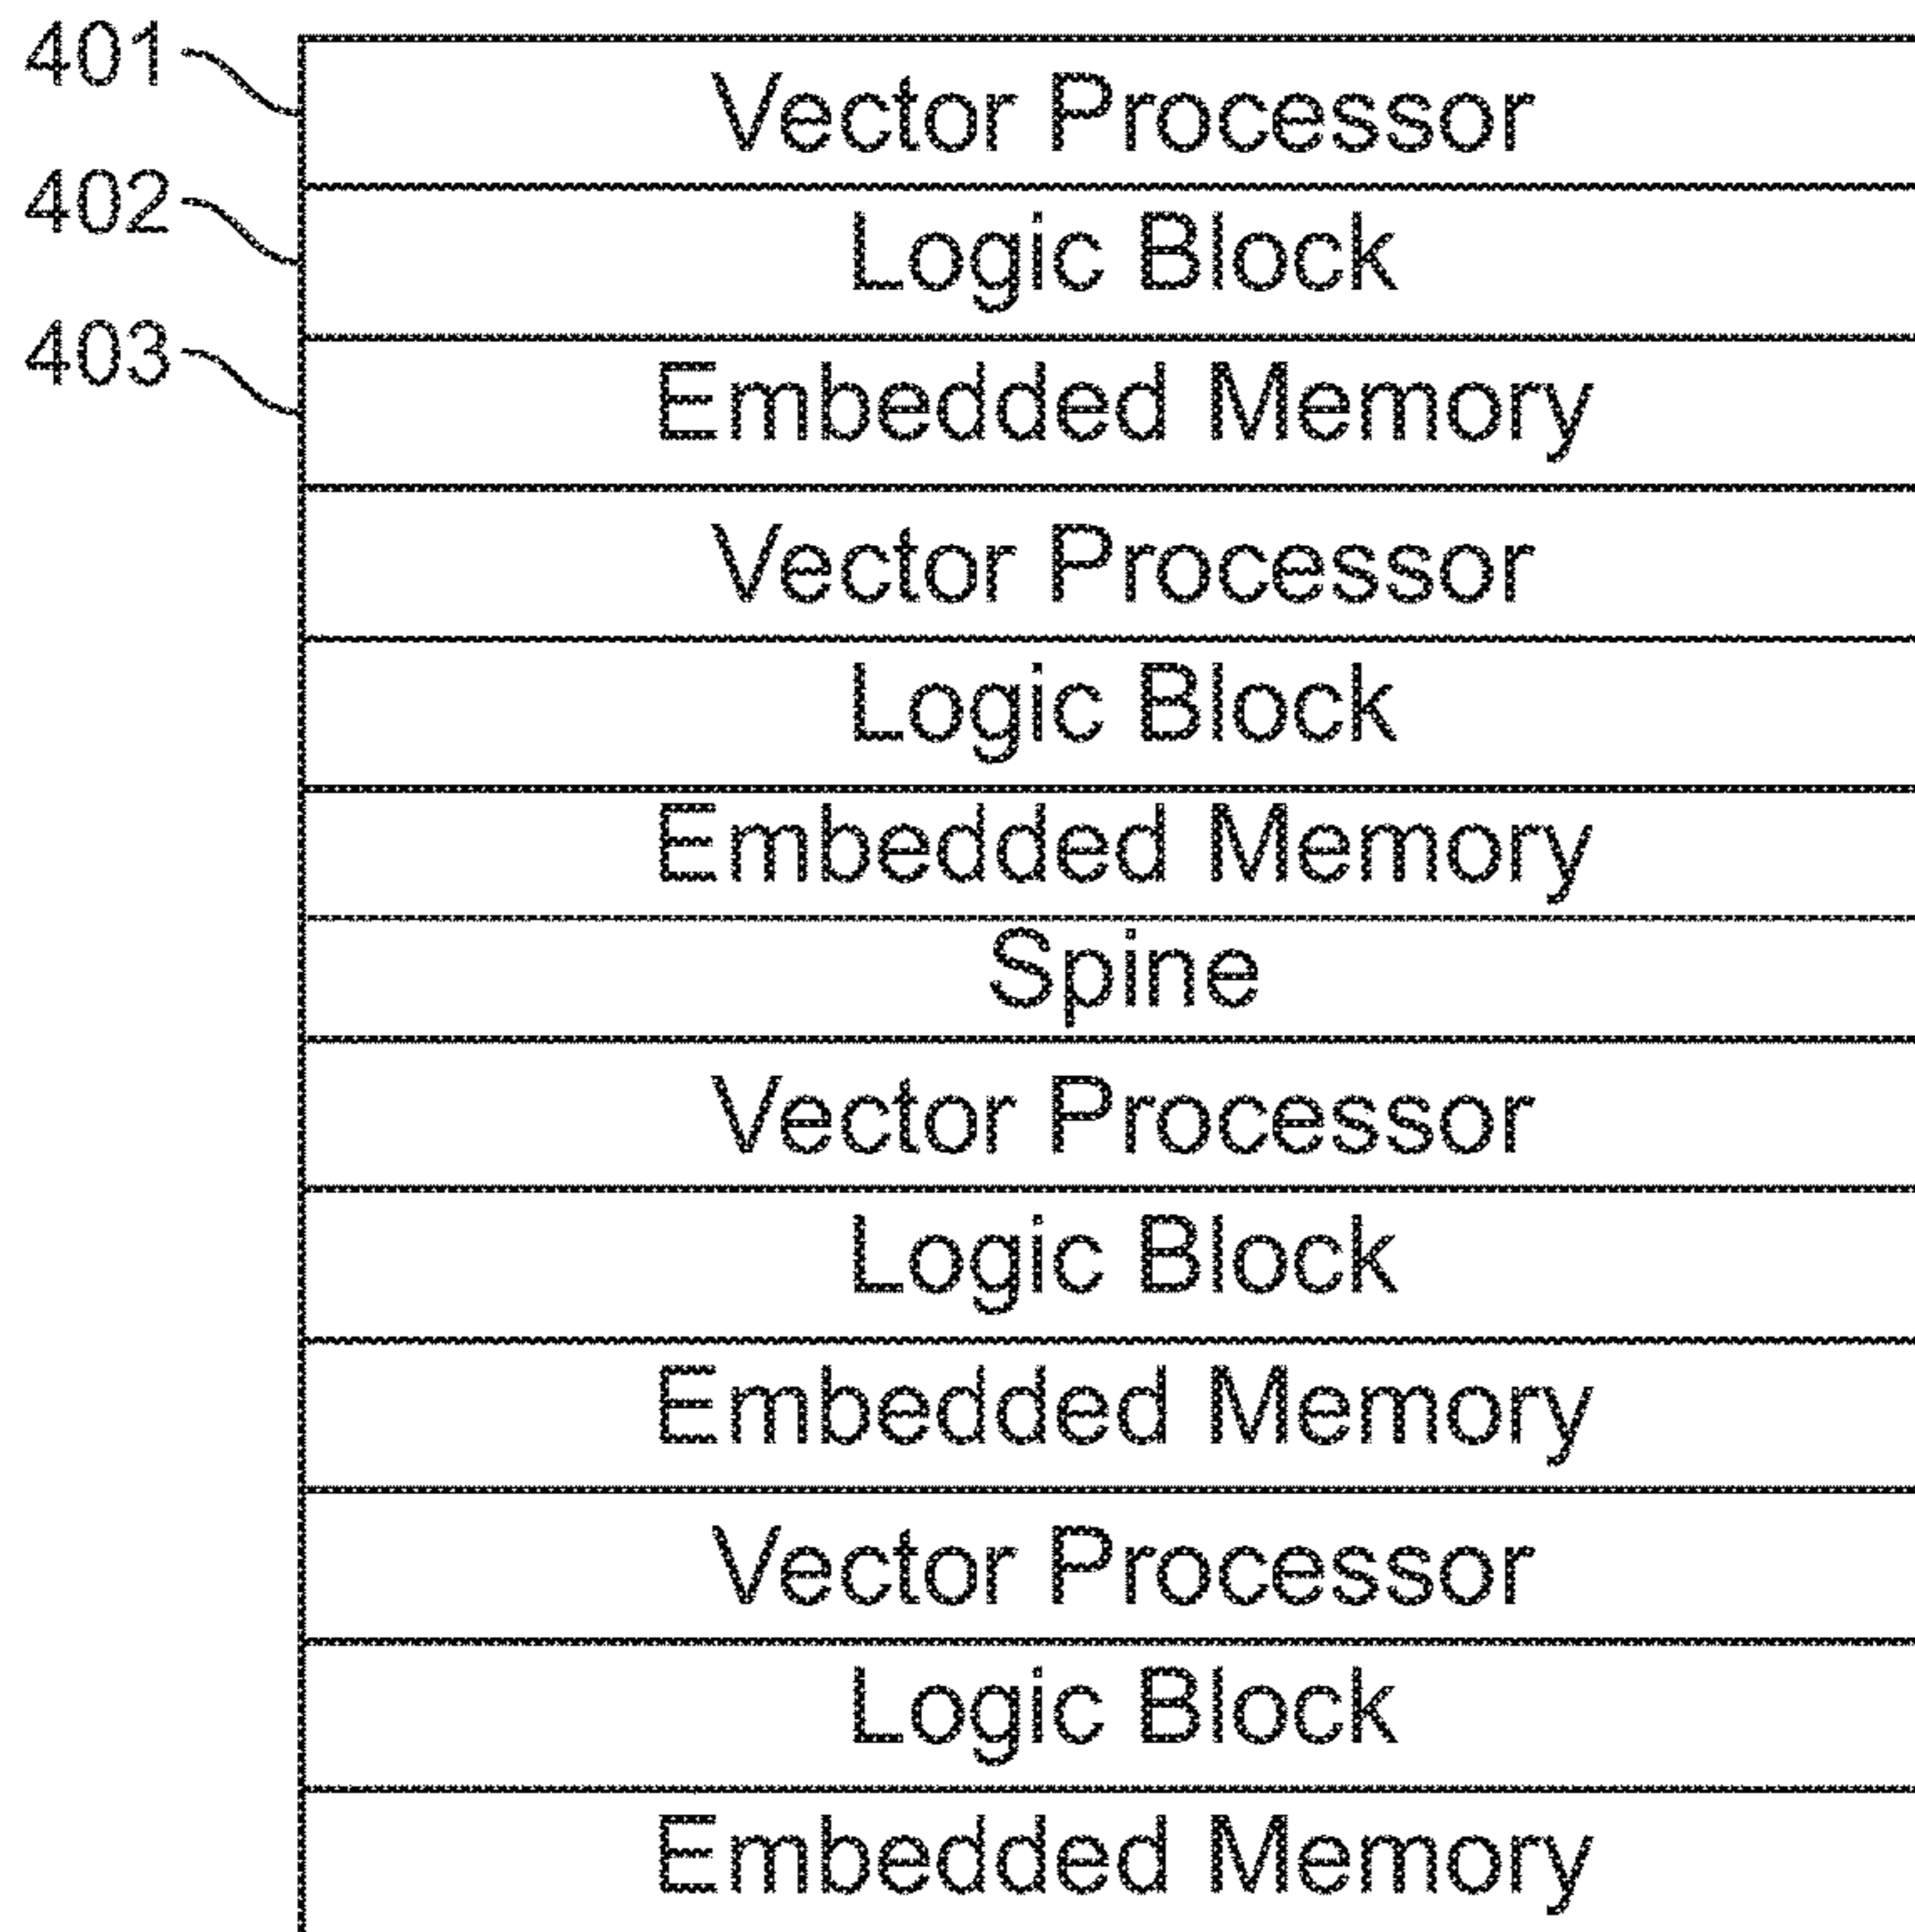 401
Vector Processor
402
Logic Block
403
Embedded Memory
Vector Processor
Logic Block
Embedded Memory
Spine
Vector Processor
Logic Block
Embedded Memory
Vector Processor
Logic Block
Embedded Memory